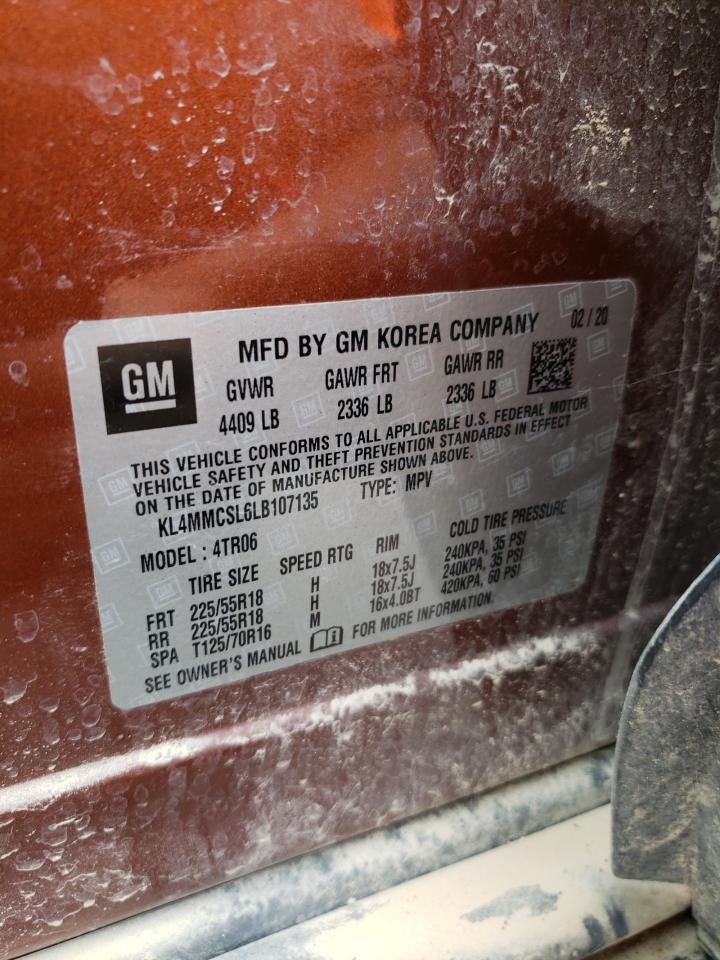 GM
MFD BY GM KOREA COMPANY 02 / 20
GVWR GAWR FRT GAWR RR
4409 LB 2336 LB 2336 LB
THIS VEHICLE CONFORMS TO ALL APPLICABLE U.S. FEDERAL MOTOR
VEHICLE SAFETY AND THEFT PREVENTION STANDARDS IN EFFECT
ON THE DATE OF MANUFACTURE SHOWN ABOVE.
KL4MMCSL6LB107135 TYPE: MPV
MODEL : 4TR06
TIRE SIZE SPEED RTG RIM COLD TIRE PRESSURE
FRT 225/55R18 H 18x7.5J 240KPA, 35 PSI
RR 225/55R18 H 18x7.5J 240KPA, 35 PSI
SPA T125/70R16 M 16x4.0BT 420KPA, 60 PSI
SEE OWNER'S MANUAL FOR MORE INFORMATION.